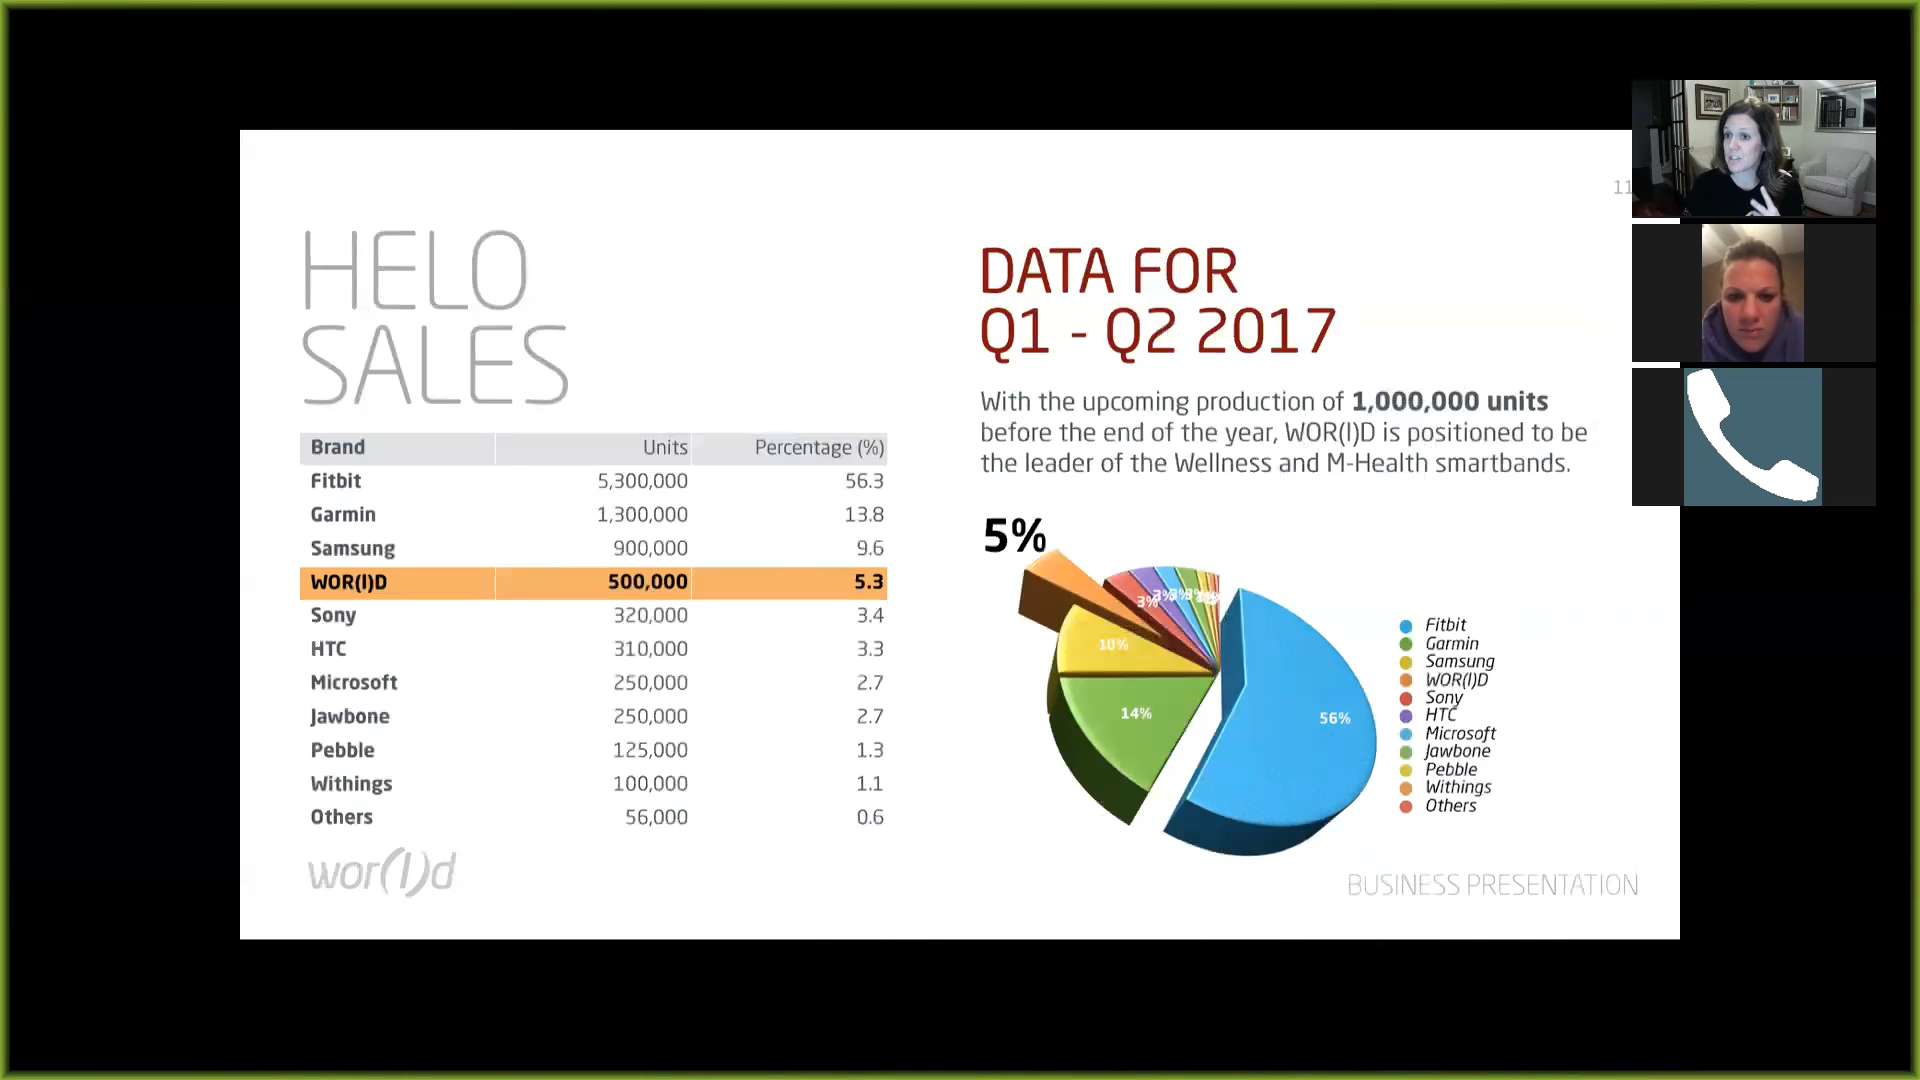 11
HELO
SALES
DATA FOR
Q1 - Q2 2017
With the upcoming production of 1,000,000 units
before the end of the year, WOR(l)D is positioned to be
the leader of the Wellness and M-Health smartbands.
Brand Units Percentage (%)
Fitbit 5,300,000 56.3
Garmin 1,300,000 13.8
Samsung 900,000 9.6
WOR(l)D 500,000 5.3
Sony 320,000 3.4
HTC 310,000 3.3
Microsoft 250,000 2.7
Jawbone 250,000 2.7
Pebble 125,000 1.3
Withings 100,000 1.1
Others 56,000 0.6
5%
3% 3% 3% 3%
10%
14%
56%
Fitbit
Garmin
Samsung
WOR(l)D
Sony
HTC
Microsoft
Jawbone
Pebble
Withings
Others
wor(l)d
BUSINESS PRESENTATION